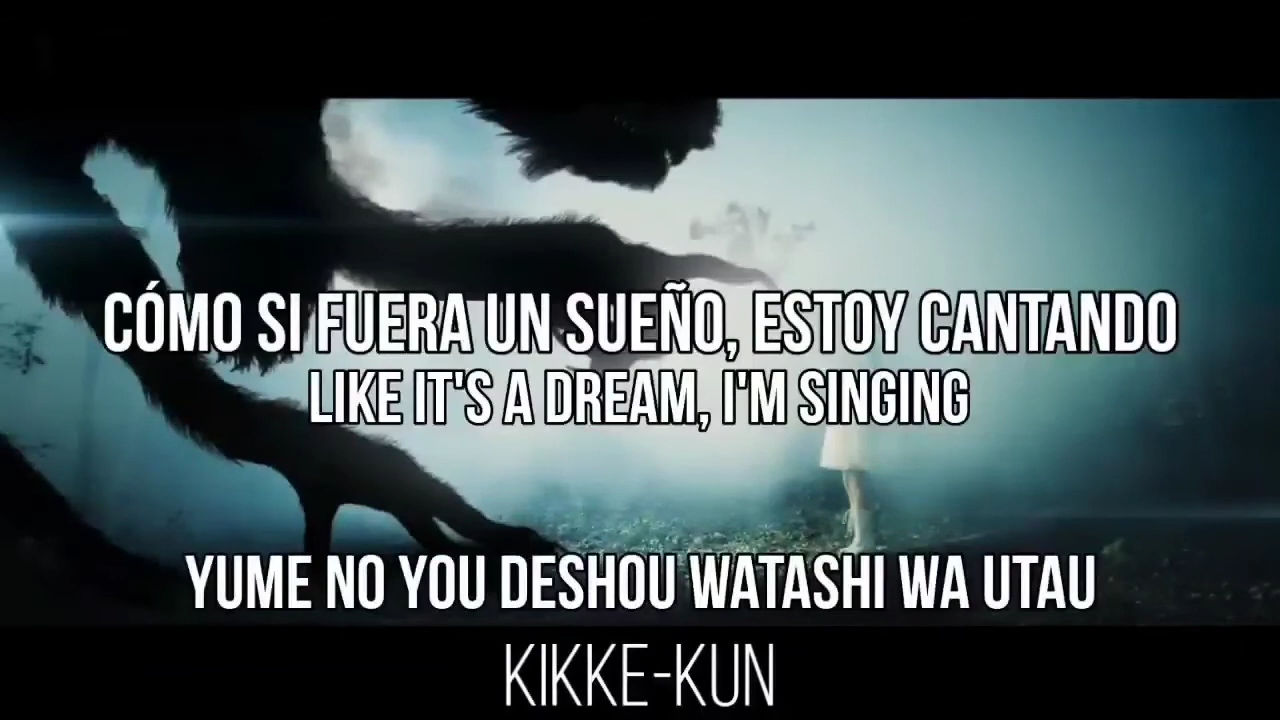 CÓMO SI FUERA UN SUEÑO, ESTOY CANTANDO
LIKE IT'S A DREAM, I'M SINGING
YUME NO YOU DESHOU WATASHI WA UTAU
KIKKE-KUN